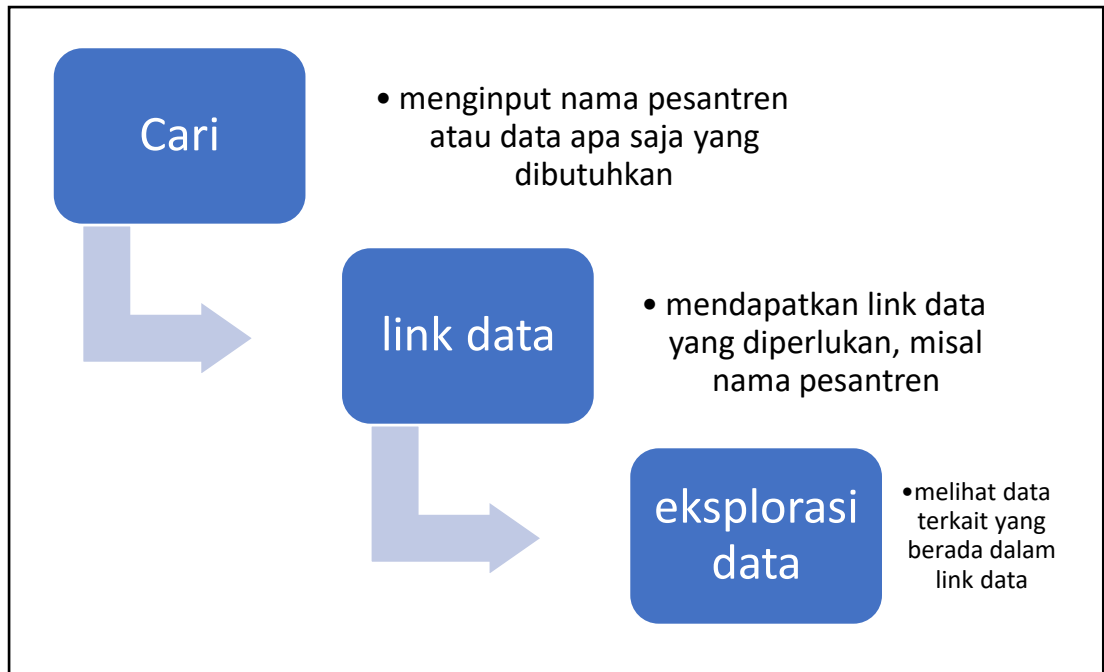 Cari
• menginput nama pesantren
atau data apa saja yang
dibutuhkan
link data
• mendapatkan link data
yang diperlukan, misal
nama pesantren
eksplorasi
data
•melihat data
terkait yang
berada dalam
link data